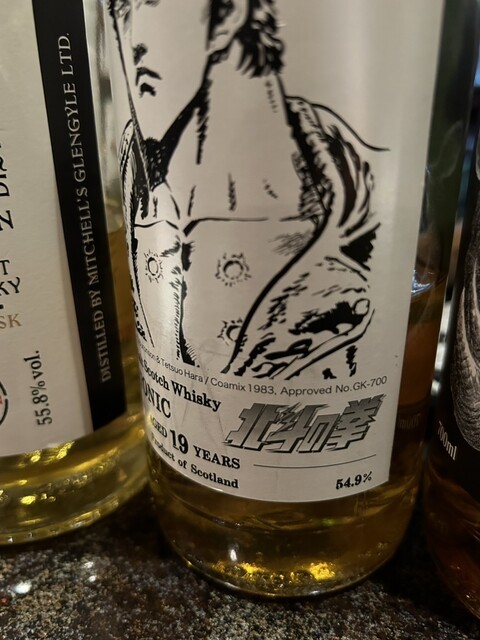 DISTILLED BY MITCHELL'S GLENGYLE LTD.
55.8% vol.
& Tetsuo Hara / Coamix 1983, Approved No.GK-700
Scotch Whisky
AGED 19 YEARS
Product of Scotland
北斗の拳
54.9%
700ml